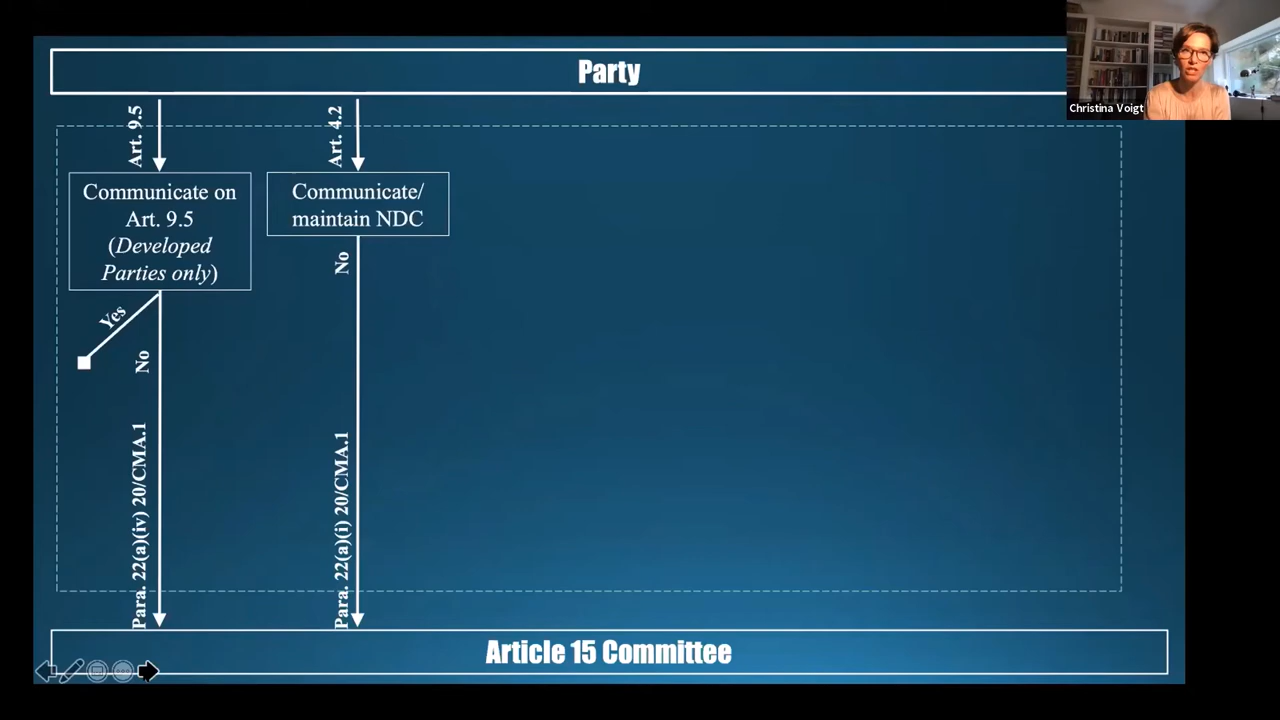 Party
Christina Voigt
Art. 9.5
Art. 4.2
Communicate on
Art. 9.5
(Developed
Parties only)
Communicate/
maintain NDC
Yes
No
No
Para. 22(a)(iv) 20/CMA.1
Para. 22(a)(i) 20/CMA.1
Article 15 Committee